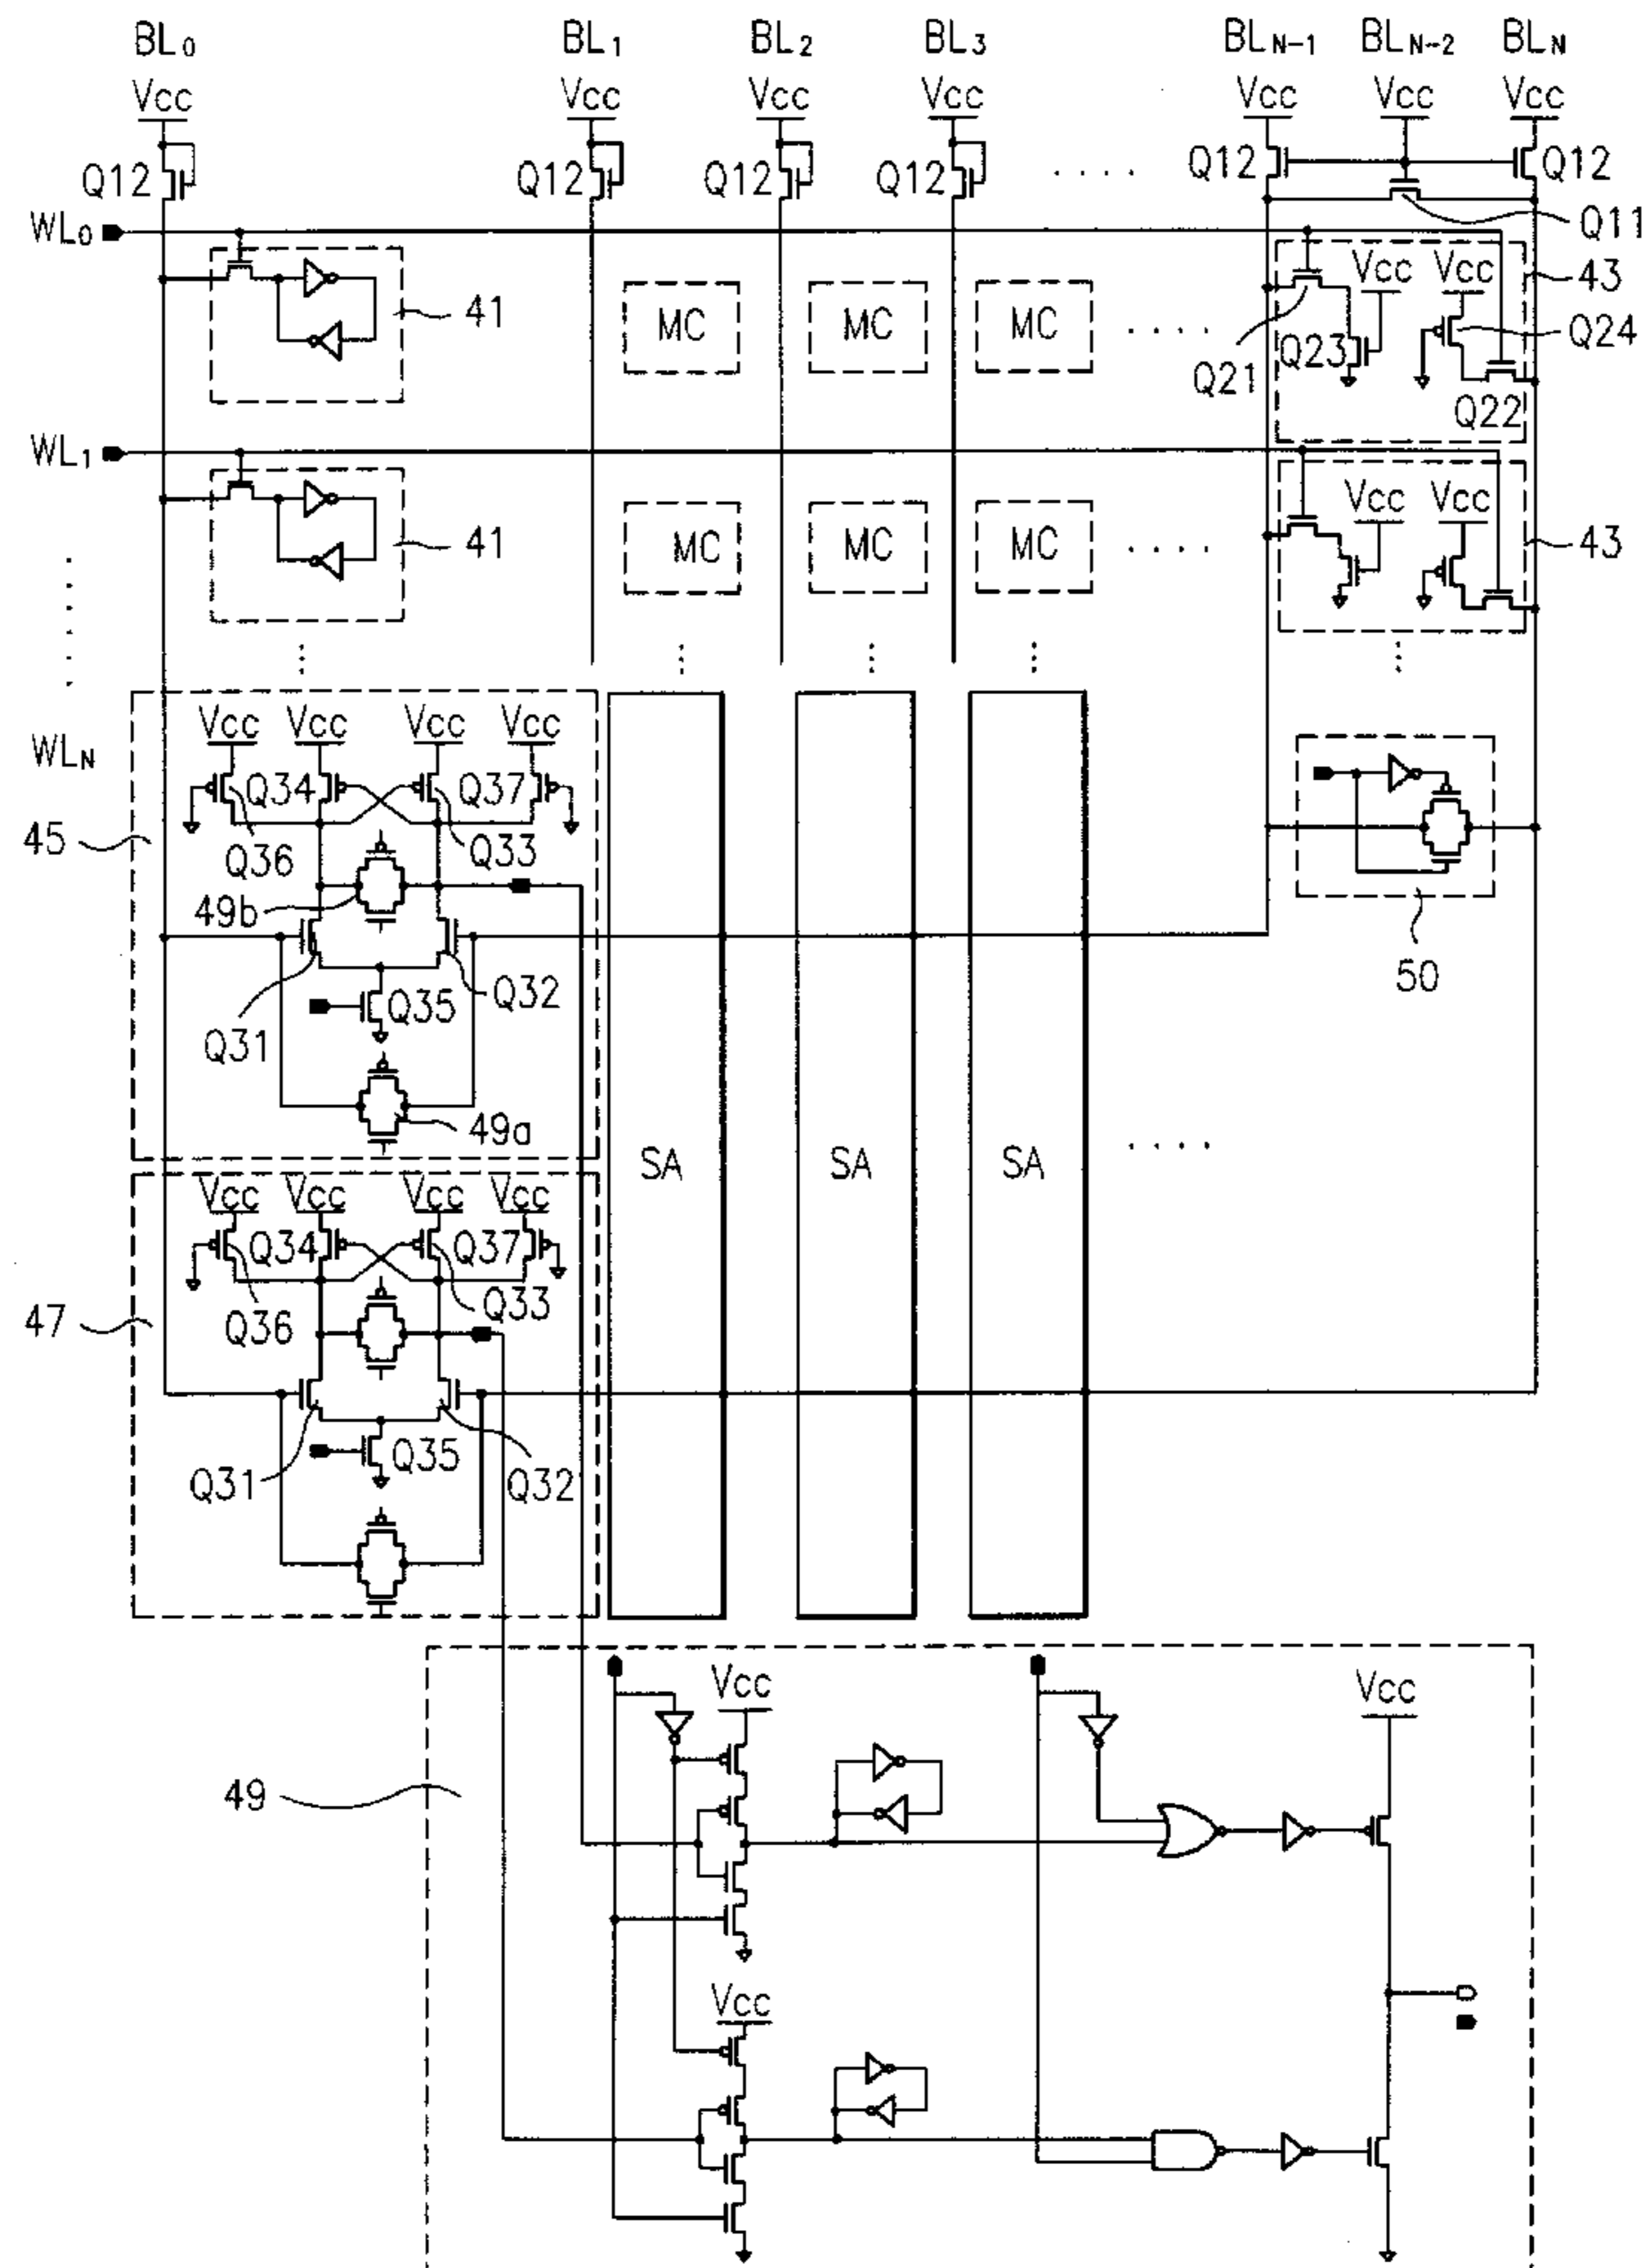 BL0 BL1 BL2 BL3 BLN-1 BLN-2 BLN
Vcc Vcc Vcc Vcc Vcc Vcc Vcc
Q12 Q12 Q12 Q12 Q12 Q12
Q11
WL0
43
Vcc Vcc
41 MC MC MC Q23 Q24
Q21
Q22
WL1
Vcc Vcc
41 MC MC MC 43
Vcc Vcc Vcc Vcc
WLN
Q34 Q37
45
Q36 Q33
49b
50
Q35 Q32
Q31
49a
SA SA SA
Vcc Vcc Vcc Vcc
Q34 Q37
47 Q36 Q33
Q35
Q31 Q32
Vcc Vcc
49
Vcc